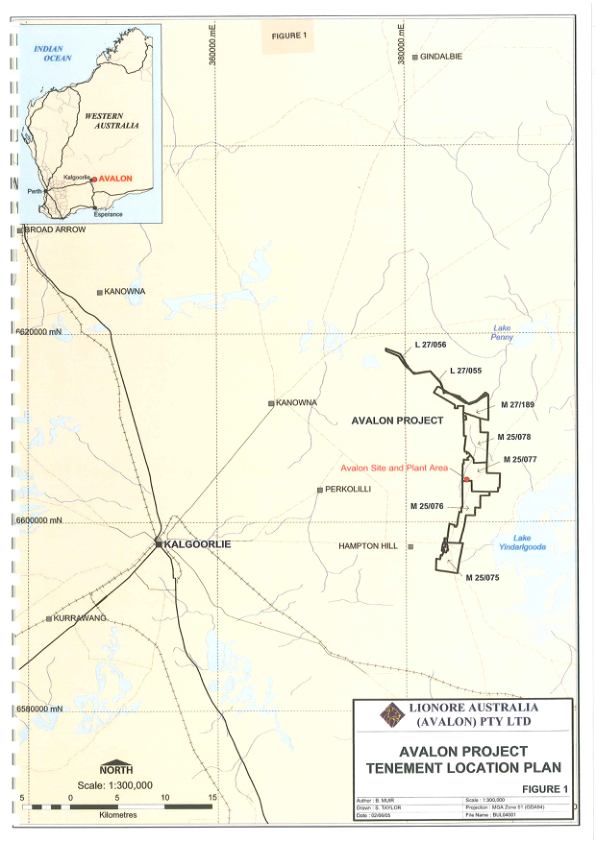 FIGURE 1
360000 mE
380000 mE
INDIAN
OCEAN
WESTERN
AUSTRALIA
Kalgoorlie
AVALON
Perth
Esperance
GINDALBIE
BROAD ARROW
KANOWNA
6620000 mN
Lake
Penny
L 27/056
L 27/055
KANOWNA
M 27/189
AVALON PROJECT
M 25/078
M 25/077
Avalon Site and Plant Area
PERKOLILLI
M 25/076
6600000 mN
KALGOORLIE
HAMPTON HILL
Lake
Yindarlgooda
M 25/075
KURRAWANG
6580000 mN
LIONORE AUSTRALIA
(AVALON) PTY LTD
AVALON PROJECT
TENEMENT LOCATION PLAN
FIGURE 1
NORTH
Scale: 1:300,000
5 0 5 10 15
Kilometres
Author : B. MUIR
Scale : 1:300,000
Drawn : S. TAYLOR
Projection : MGA Zone 51 (GDA94)
Date : 02/06/05
File Name : BUL04001